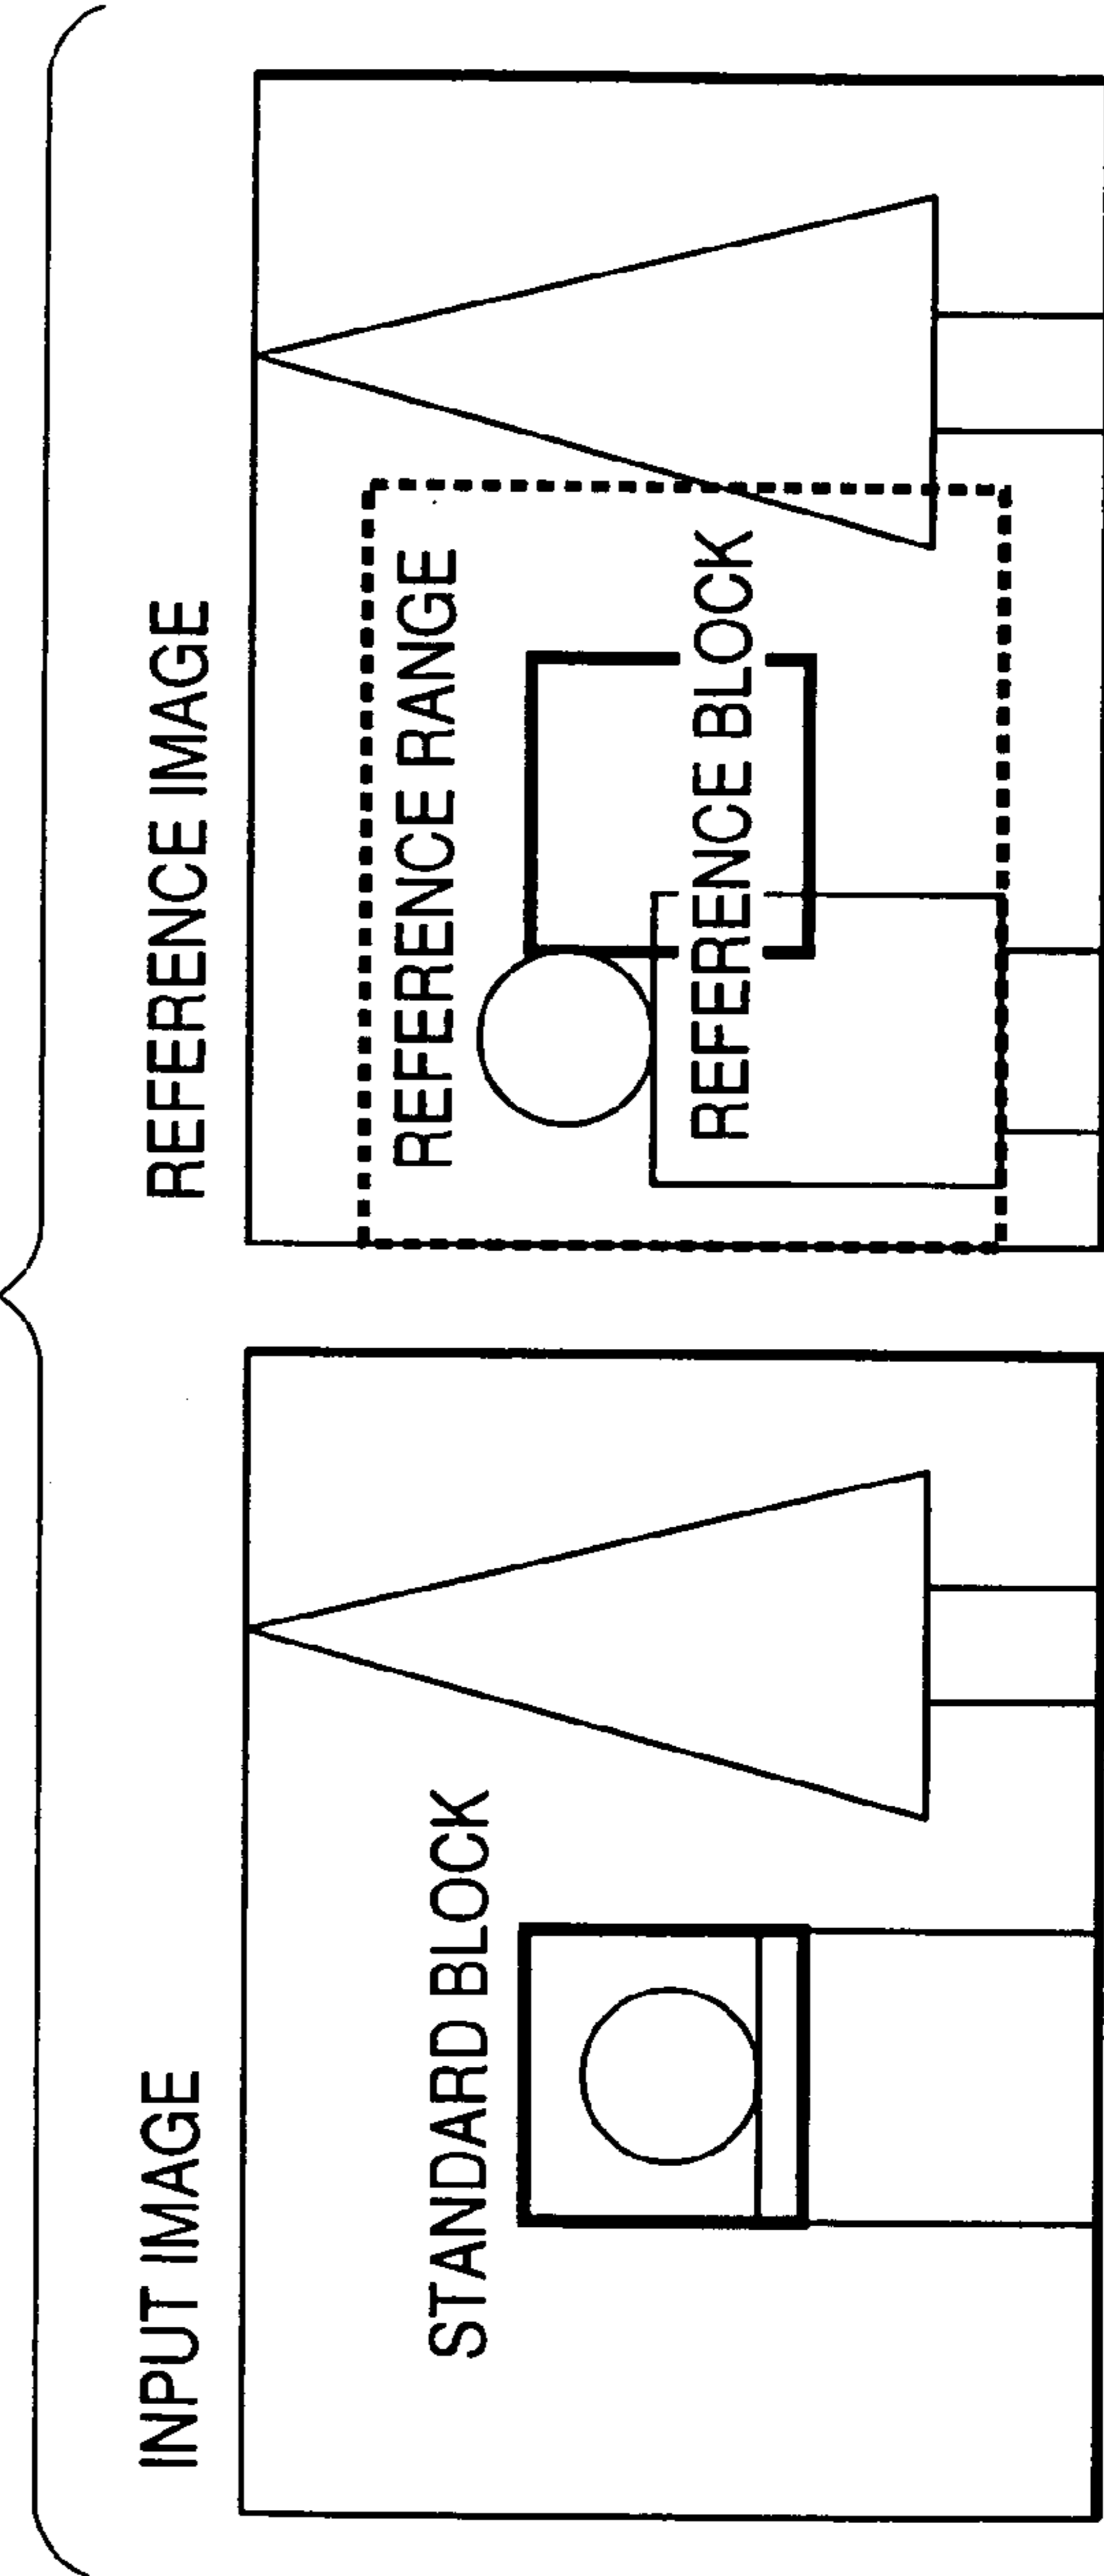 INPUT IMAGE
STANDARD BLOCK
REFERENCE IMAGE
REFERENCE RANGE
REFERENCE BLOCK